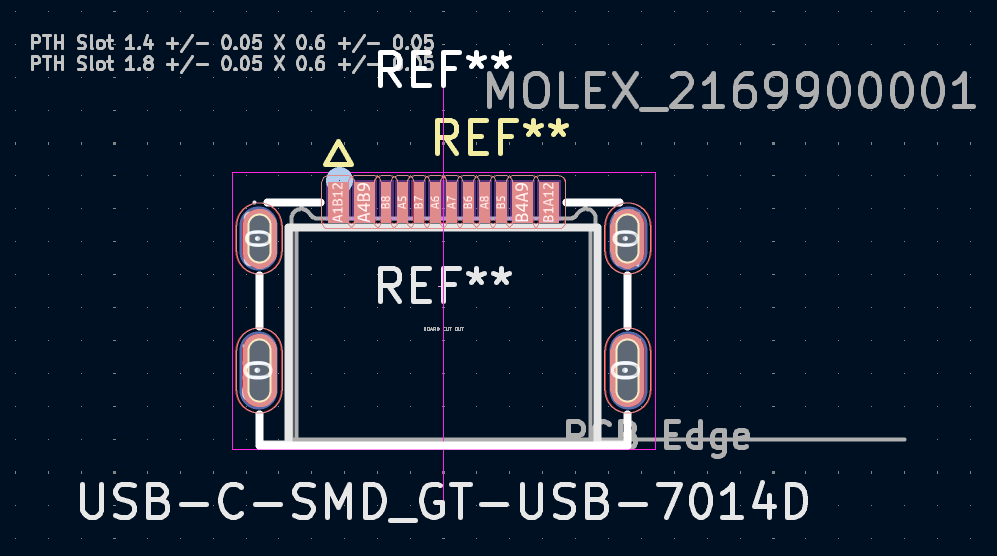 PTH Slot 1.4 +/- 0.05 X 0.6 +/- 0.05
PTH Slot 1.8 +/- 0.05 X 0.6 +/- 0.05
REF**
MOLEX_2169900001
REF**
A1B12 A4B9 B8 A5 B7 A6 A7 B6 A8 B5 B4A9 B1A12
0 0
REF**
BOARD CUT OUT
0 0
PCB Edge
USB-C-SMD_GT-USB-7014D